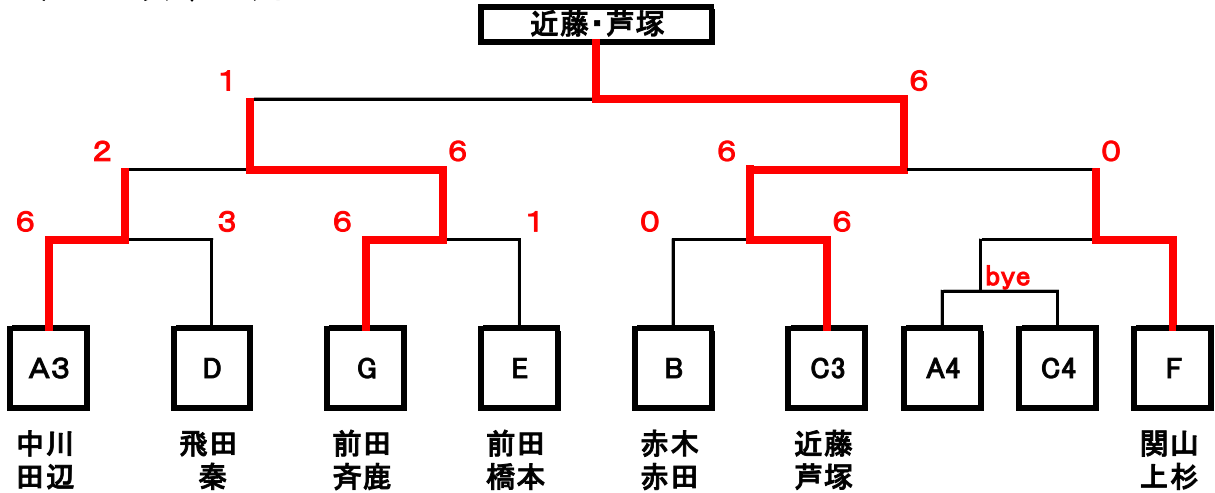 近藤・芦塚
1 6
2 6 6 0
6 3 6 1 0 6
bye
A3 D G E B C3 A4 C4 F
中川 飛田 前田 前田 赤木 近藤 関山
田辺 秦 斉鹿 橋本 赤田 芦塚 上杉